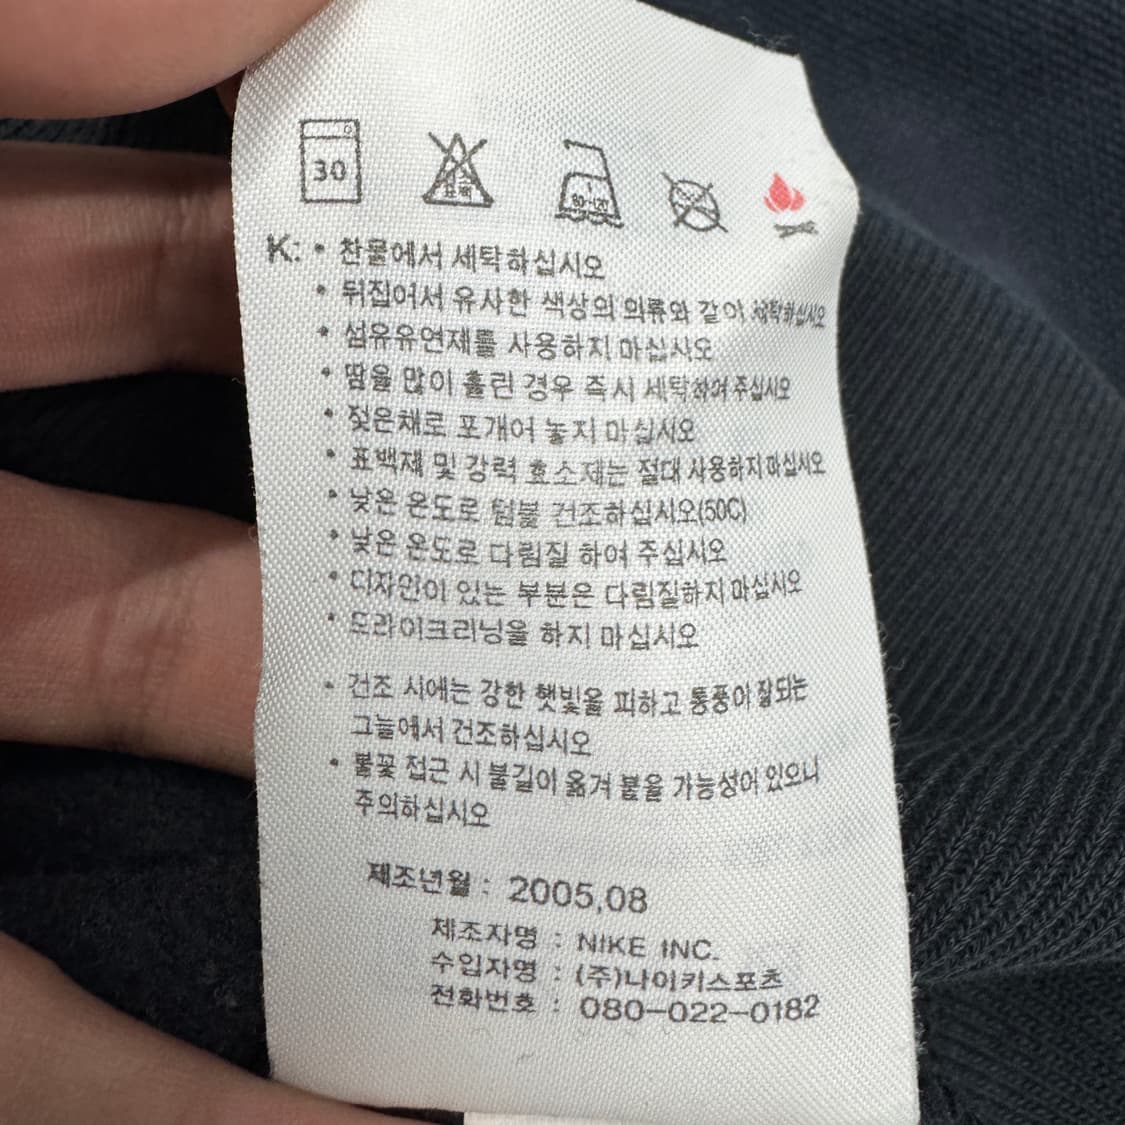 30
표백
80~120
K: • 찬물에서 세탁하십시오
• 뒤집어서 유사한 색상의 의류와 같이 세탁하십시오
• 섬유유연제를 사용하지 마십시오
• 땀을 많이 흘린 경우 즉시 세탁하여 주십시오
• 젖은채로 포개어 놓지 마십시오
• 표백제 및 강력 효소제는 절대 사용하지마십시오
• 낮은 온도로 텀블 건조하십시오(50C)
• 낮은 온도로 다림질 하여 주십시오
• 디자인이 있는 부분은 다림질하지 마십시오
• 드라이크리닝을 하지 마십시오
• 건조 시에는 강한 햇빛을 피하고 통풍이 잘되는
그늘에서 건조하십시오
• 불꽃 접근 시 불길이 옮겨 붙을 가능성이 있으니
주의하십시오
제조년월 : 2005,08
제조자명 : NIKE INC.
수입자명 : (주)나이키스포츠
전화번호 : 080-022-0182